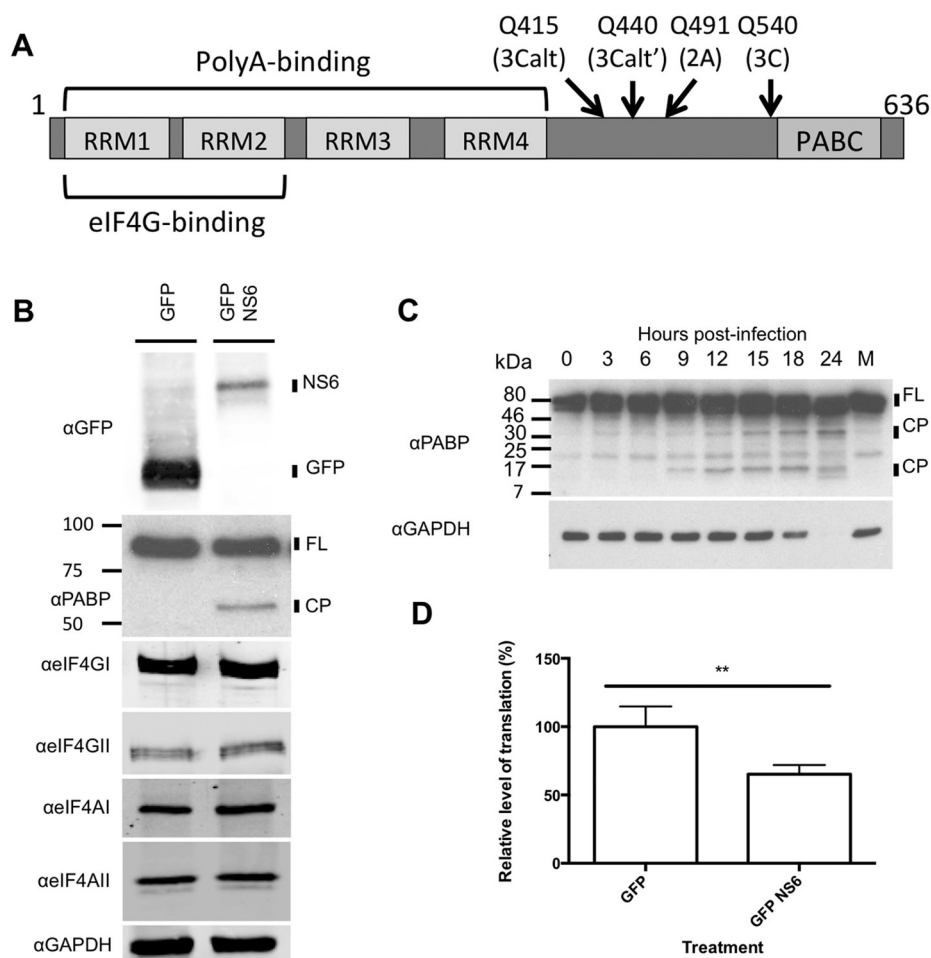 A
Q415 Q440 Q491 Q540
(3Calt) (3Calt’) (2A) (3C)
PolyA-binding
1 636
RRM1 RRM2 RRM3 RRM4 PABC
eIF4G-binding
B
GFP
GFP
NS6
NS6
αGFP
GFP
100
FL
75
αPABP
CP
50
αeIF4GI
αeIF4GII
αeIF4AI
αeIF4AII
αGAPDH
C
Hours post-infection
kDa 0 3 6 9 12 15 18 24 M
80 FL
46
CP
30
αPABP
25
17 CP
7
αGAPDH
D
Relative level of translation (%)
150
**
100
50
0
GFP
GFP NS6
Treatment